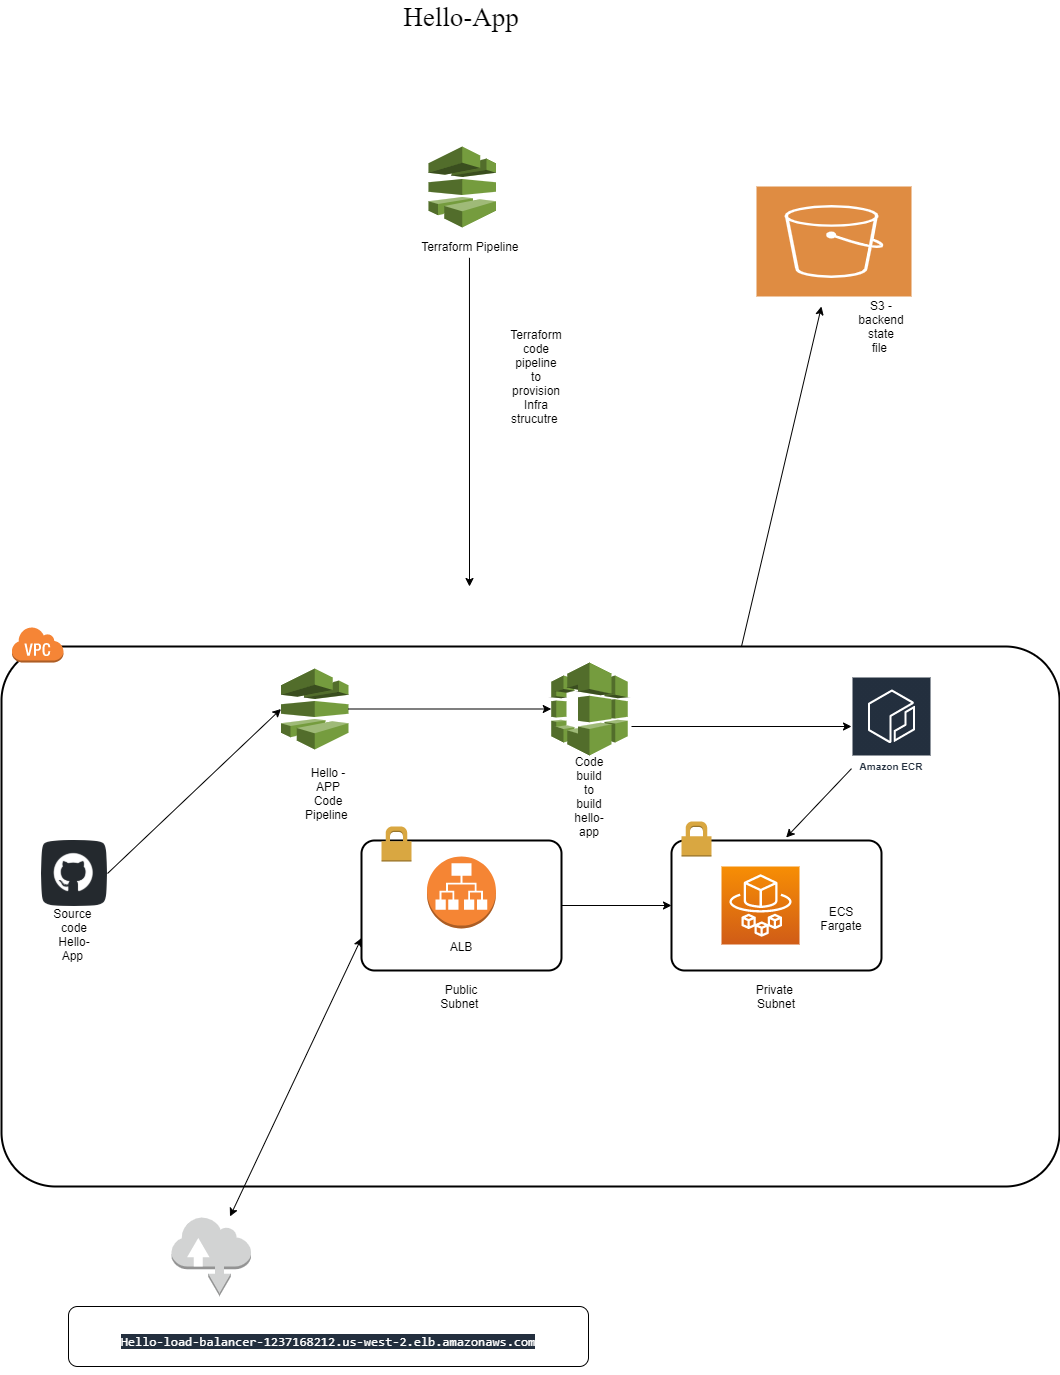 Hello-App
Terraform Pipeline
S3 -
backend
state
file
Terraform
code
pipeline
to
provision
Infra
strucutre
VPC
Hello -
APP
Code
Pipeline
Code
build
to
build
hello-
app
Amazon ECR
Source
code
Hello-
App
ALB
ECS
Fargate
Public
Subnet
Private
Subnet
Hello-load-balancer-1237168212.us-west-2.elb.amazonaws.com